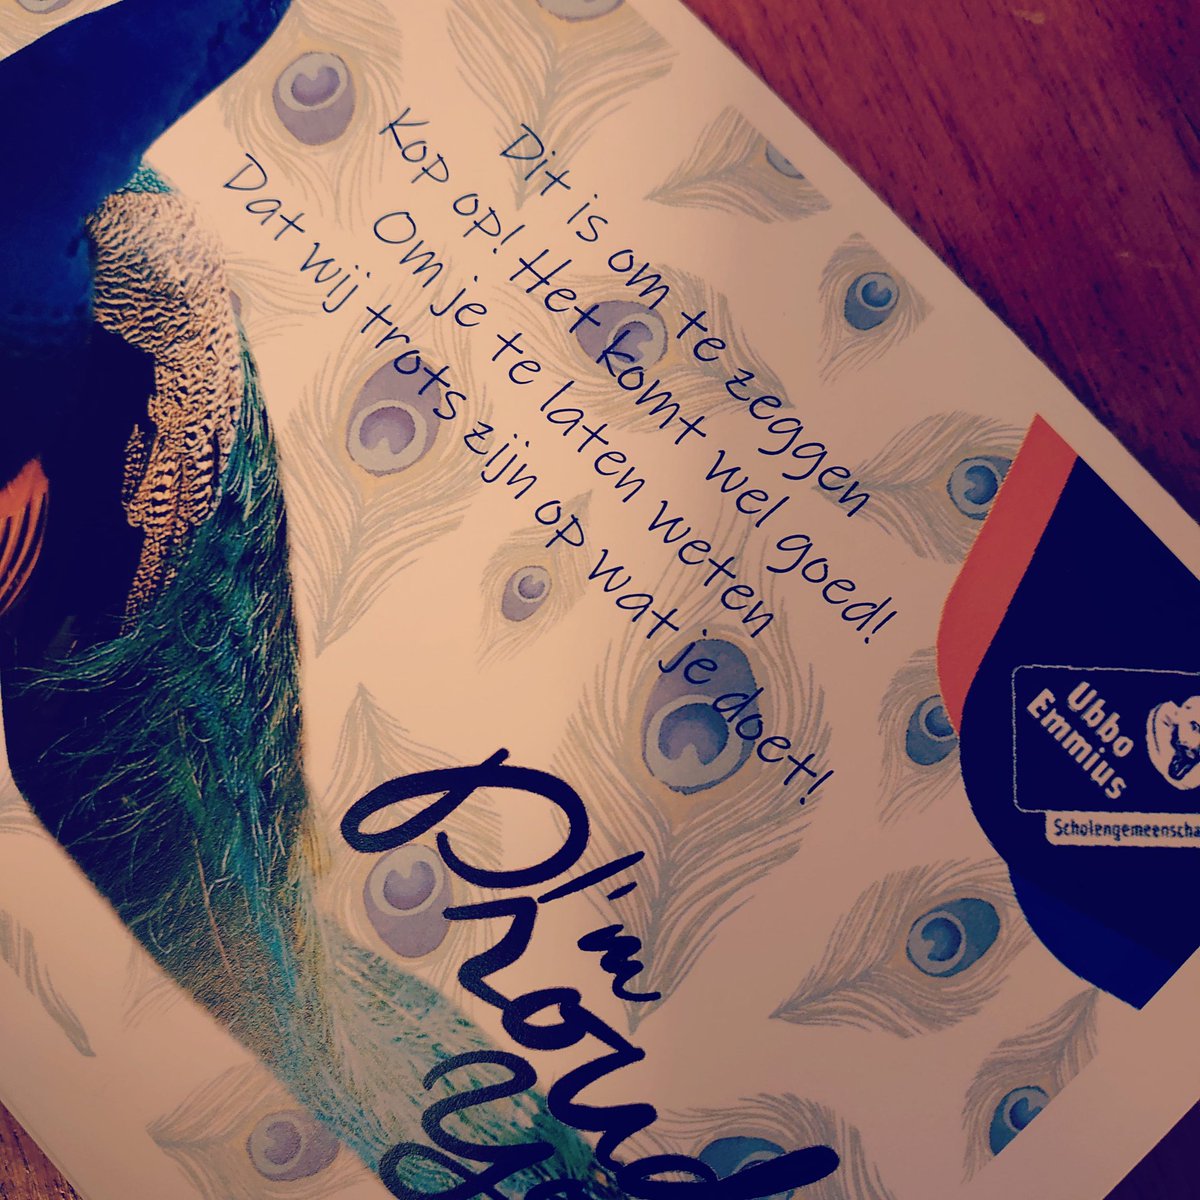 Dit is om te zeggen
Kop op! Het komt wel goed!
Om je te laten weten
Dat wij trots zijn op wat je doet!
I'm
Proud
Ubbo
Emmius